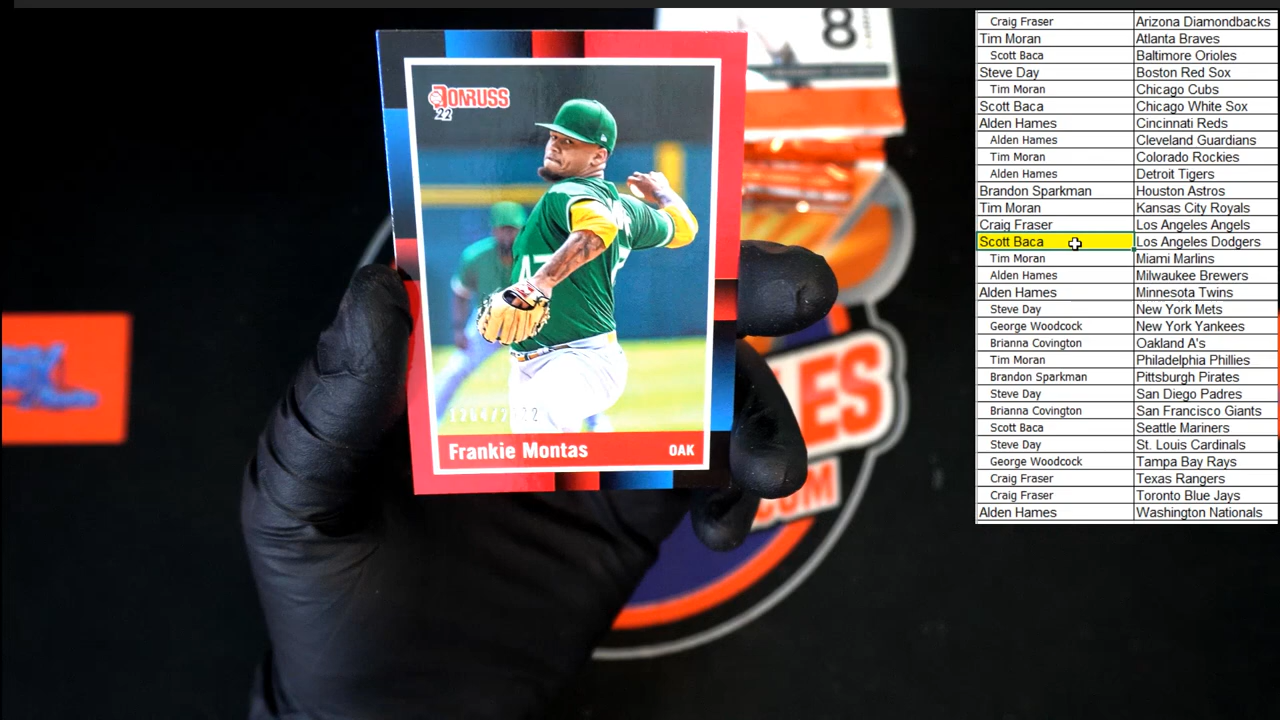 8
DONRUSS
22
Frankie Montas OAK
LES
.COM
Craig Fraser Arizona Diamondbacks
Tim Moran Atlanta Braves
Scott Baca Baltimore Orioles
Steve Day Boston Red Sox
Tim Moran Chicago Cubs
Scott Baca Chicago White Sox
Alden Hames Cincinnati Reds
Alden Hames Cleveland Guardians
Tim Moran Colorado Rockies
Alden Hames Detroit Tigers
Brandon Sparkman Houston Astros
Tim Moran Kansas City Royals
Craig Fraser Los Angeles Angels
Scott Baca Los Angeles Dodgers
Tim Moran Miami Marlins
Alden Hames Milwaukee Brewers
Alden Hames Minnesota Twins
Steve Day New York Mets
George Woodcock New York Yankees
Brianna Covington Oakland A's
Tim Moran Philadelphia Phillies
Brandon Sparkman Pittsburgh Pirates
Steve Day San Diego Padres
Brianna Covington San Francisco Giants
Scott Baca Seattle Mariners
Steve Day St. Louis Cardinals
George Woodcock Tampa Bay Rays
Craig Fraser Texas Rangers
Craig Fraser Toronto Blue Jays
Alden Hames Washington Nationals